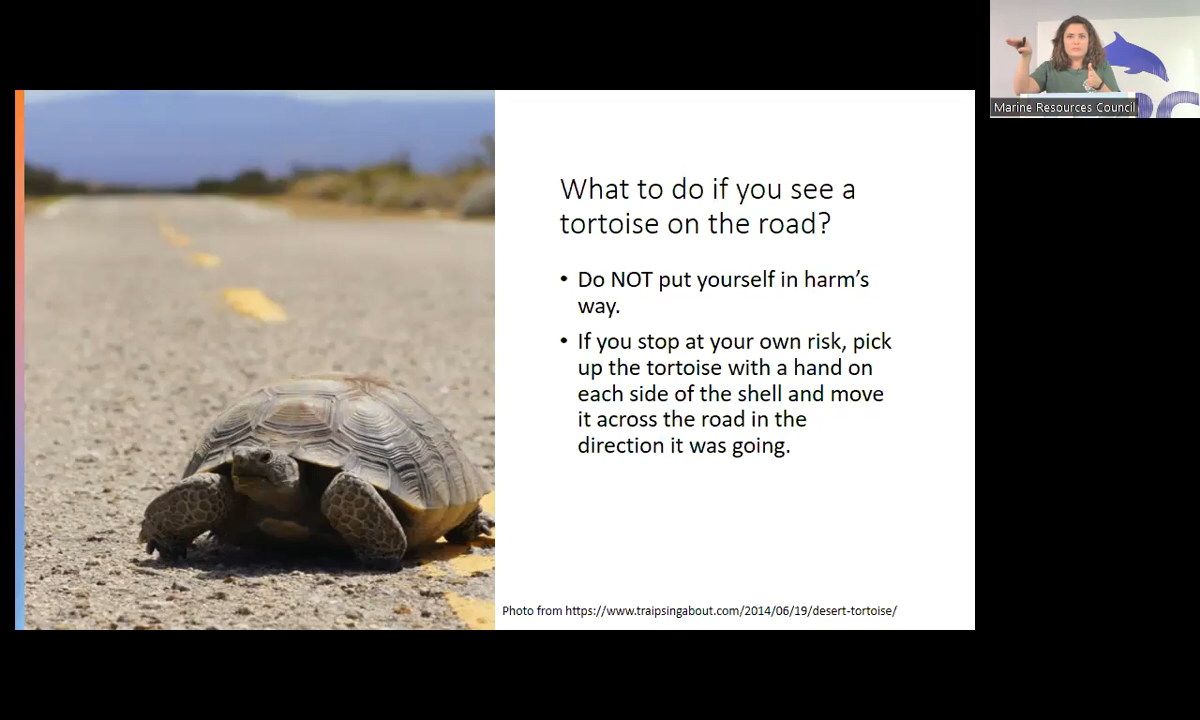 What to do if you see a
tortoise on the road?
• Do NOT put yourself in harm's
way.
• If you stop at your own risk, pick
up the tortoise with a hand on
each side of the shell and move
it across the road in the
direction it was going.
Photo from https://www.traipsingabout.com/2014/06/19/desert-tortoise/
Marine Resources Council